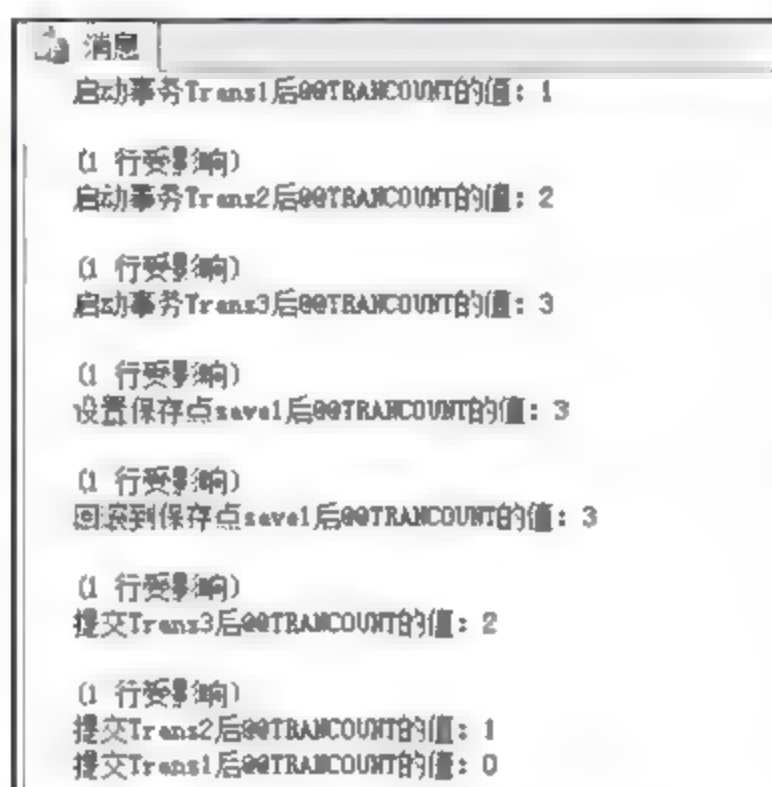 消息
启动事务Trans1后@@TRANCOUNT的值: 1
(1 行受影响)
启动事务Trans2后@@TRANCOUNT的值: 2
(1 行受影响)
启动事务Trans3后@@TRANCOUNT的值: 3
(1 行受影响)
设置保存点save1后@@TRANCOUNT的值: 3
(1 行受影响)
回滚到保存点save1后@@TRANCOUNT的值: 3
(1 行受影响)
提交Trans3后@@TRANCOUNT的值: 2
(1 行受影响)
提交Trans2后@@TRANCOUNT的值: 1
提交Trans1后@@TRANCOUNT的值: 0